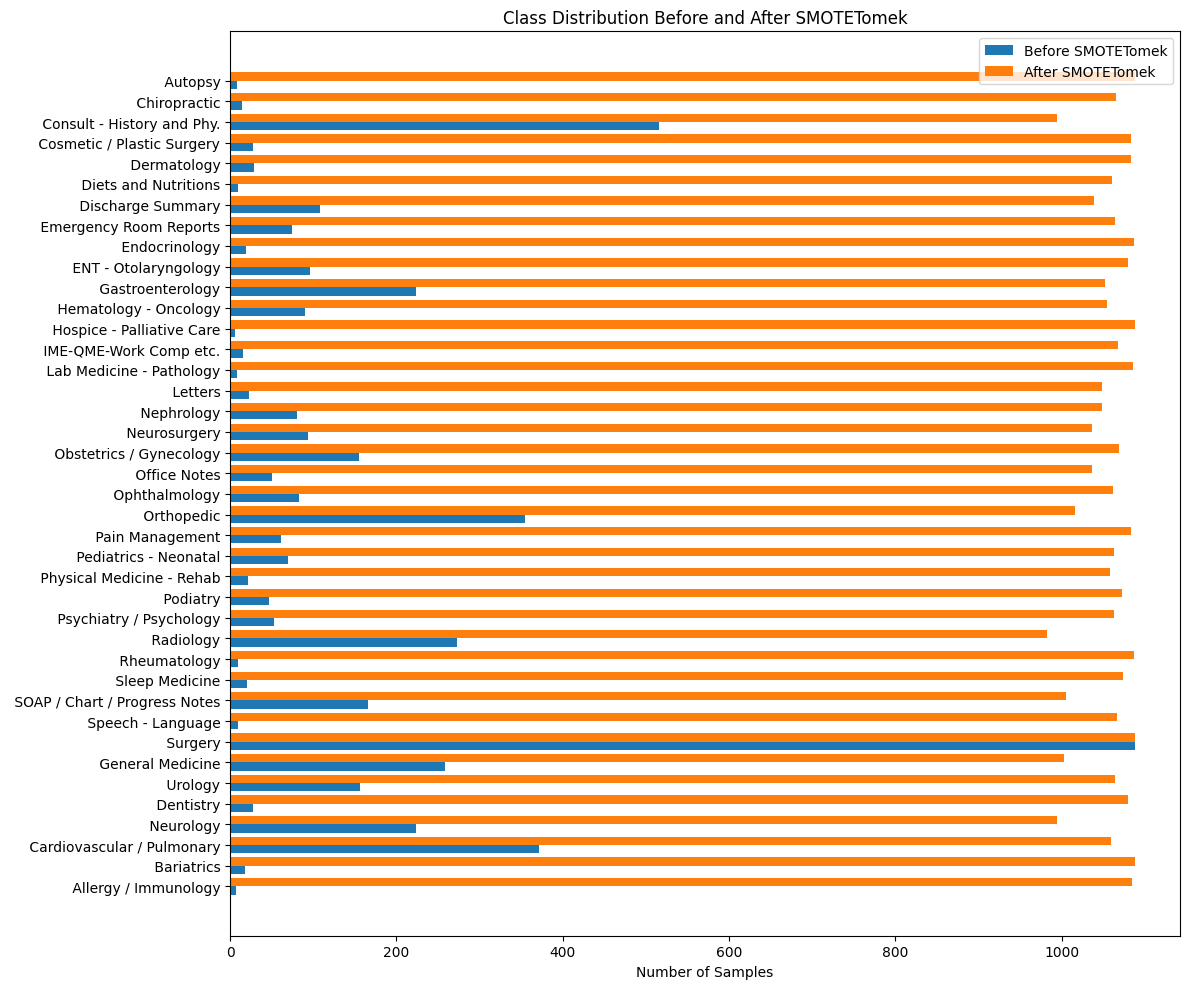 Class Distribution Before and After SMOTETomek
Before SMOTETomek
After SMOTETomek
Autopsy
Chiropractic
Consult - History and Phy.
Cosmetic / Plastic Surgery
Dermatology
Diets and Nutritions
Discharge Summary
Emergency Room Reports
Endocrinology
ENT - Otolaryngology
Gastroenterology
Hematology - Oncology
Hospice - Palliative Care
IME-QME-Work Comp etc.
Lab Medicine - Pathology
Letters
Nephrology
Neurosurgery
Obstetrics / Gynecology
Office Notes
Ophthalmology
Orthopedic
Pain Management
Pediatrics - Neonatal
Physical Medicine - Rehab
Podiatry
Psychiatry / Psychology
Radiology
Rheumatology
Sleep Medicine
SOAP / Chart / Progress Notes
Speech - Language
Surgery
General Medicine
Urology
Dentistry
Neurology
Cardiovascular / Pulmonary
Bariatrics
Allergy / Immunology
0 200 400 600 800 1000
Number of Samples